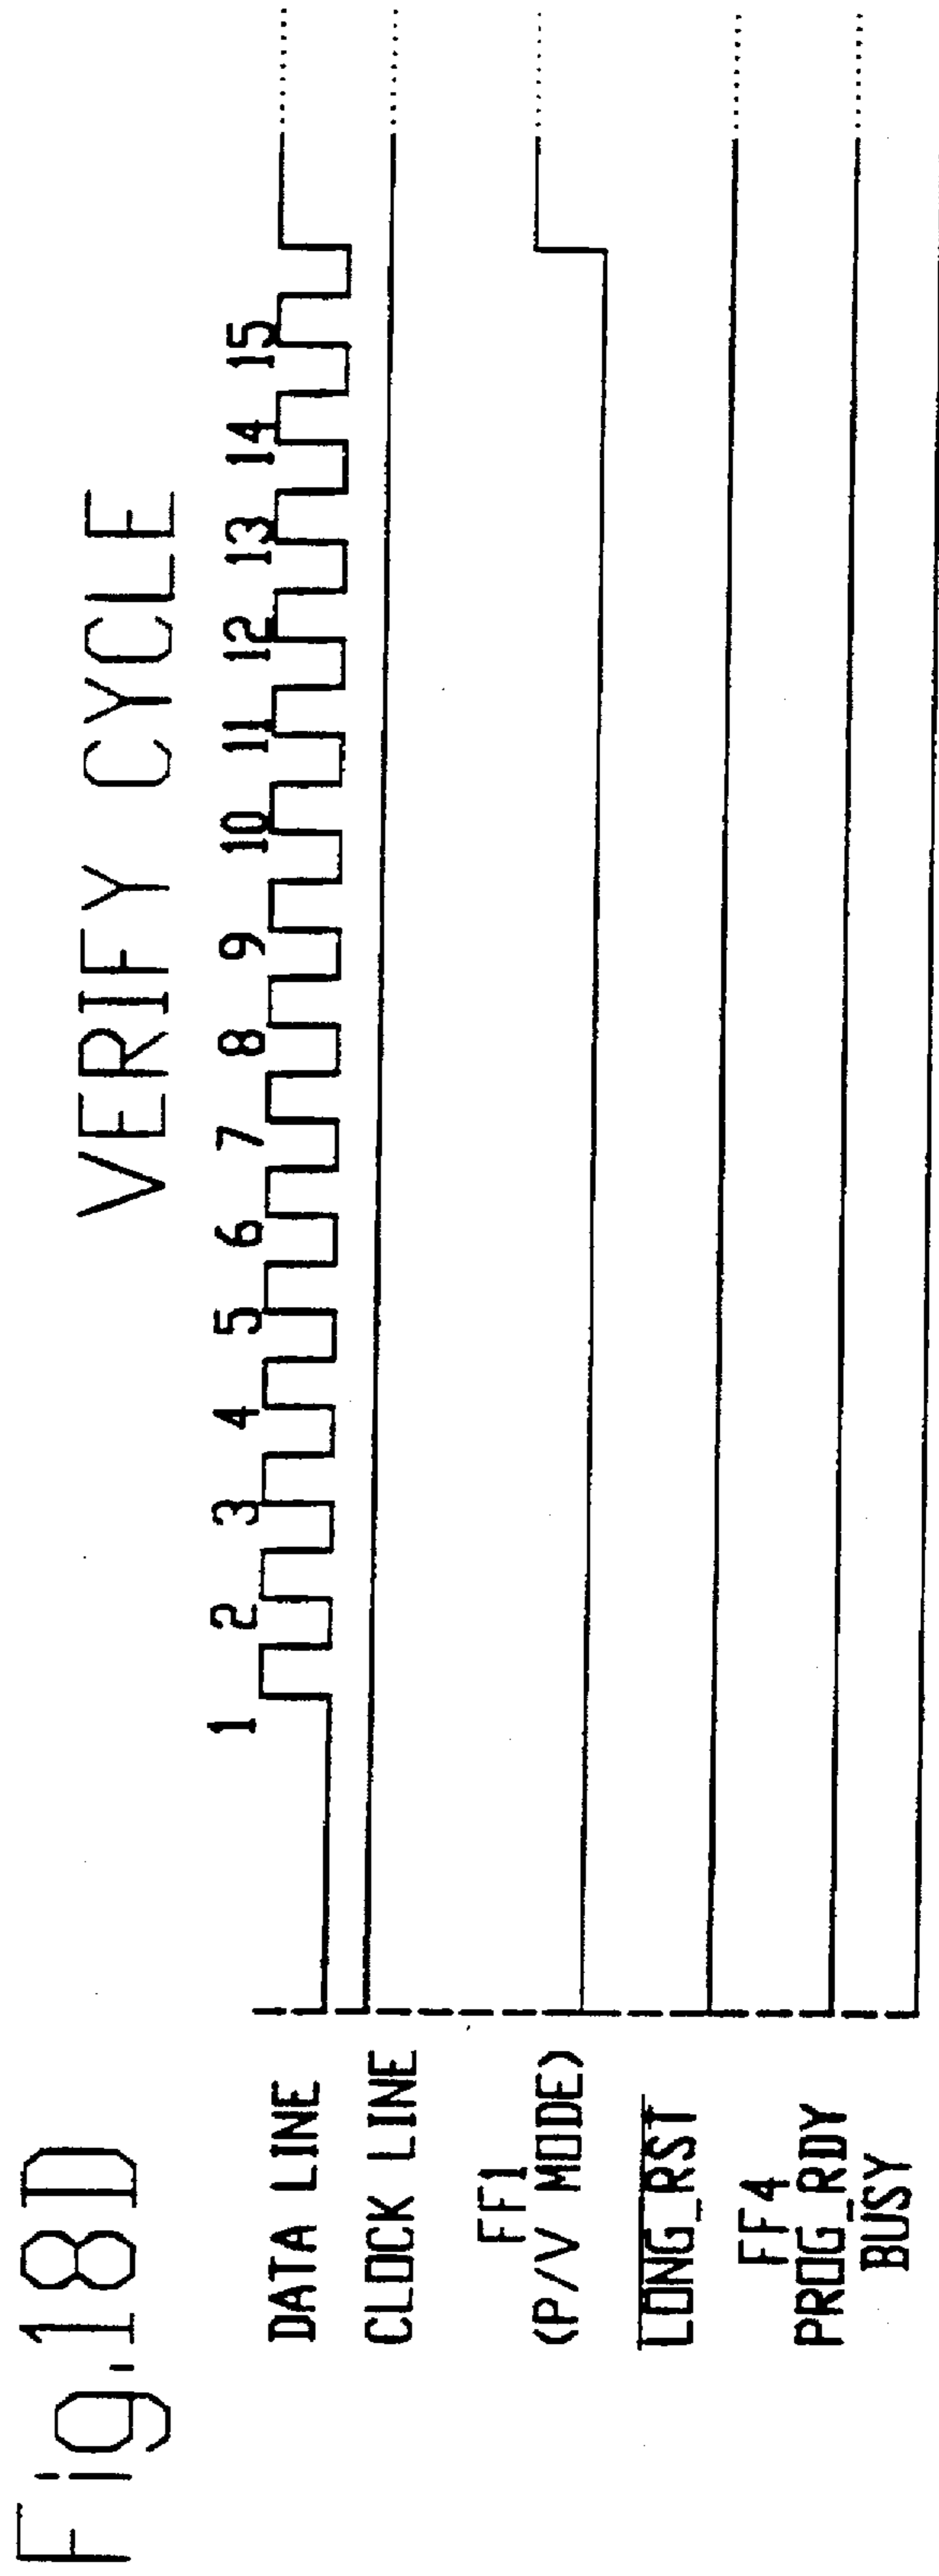 Fig.18D
VERIFY CYCLE
1 2 3 4 5 6 7 8 9 10 11 12 13 14 15
DATA LINE
CLOCK LINE
FF1
(P/V MODE)
LONG_RST
FF4
PROG_RDY
BUSY